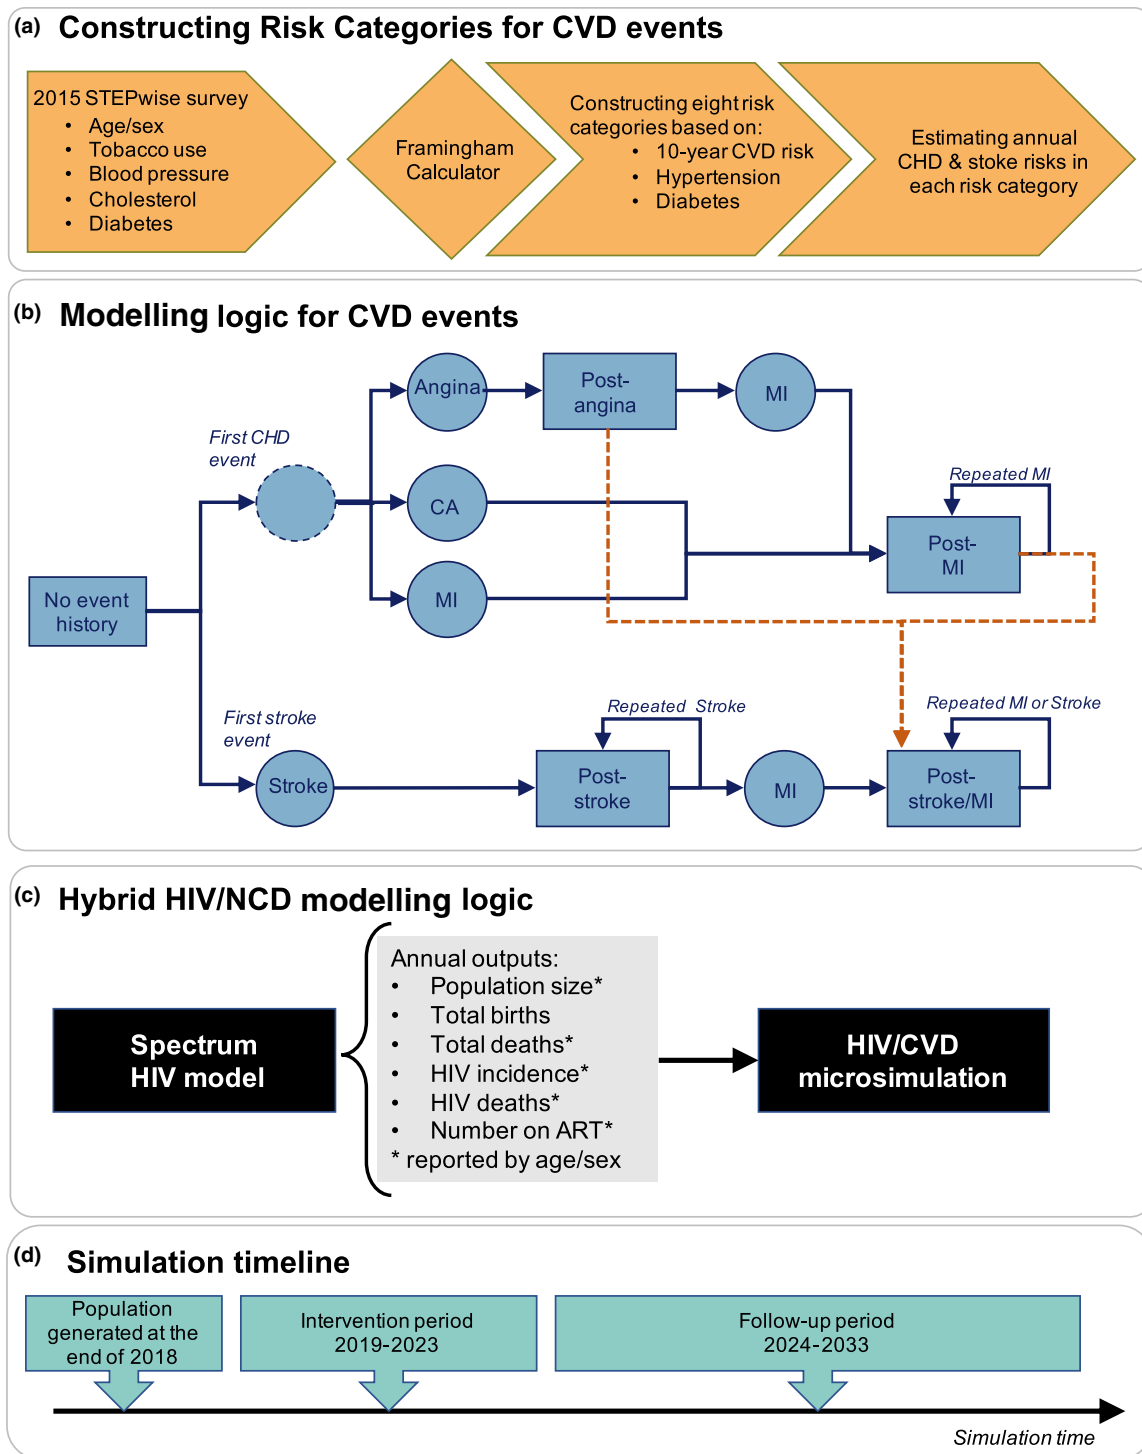 (a) Constructing Risk Categories for CVD events
2015 STEPwise survey
• Age/sex
• Tobacco use
• Blood pressure
• Cholesterol
• Diabetes
Framingham
Calculator
Constructing eight risk
categories based on:
• 10-year CVD risk
• Hypertension
• Diabetes
Estimating annual
CHD & stoke risks in
each risk category
(b) Modelling logic for CVD events
First CHD
event
Angina
Post-
angina
MI
CA
MI
Repeated MI
Post-
MI
No event
history
First stroke
event
Stroke
Repeated Stroke
Post-
stroke
MI
Repeated MI or Stroke
Post-
stroke/MI
(c) Hybrid HIV/NCD modelling logic
Spectrum
HIV model
Annual outputs:
• Population size*
• Total births
• Total deaths*
• HIV incidence*
• HIV deaths*
• Number on ART*
* reported by age/sex
HIV/CVD
microsimulation
(d) Simulation timeline
Population
generated at the
end of 2018
Intervention period
2019-2023
Follow-up period
2024-2033
Simulation time